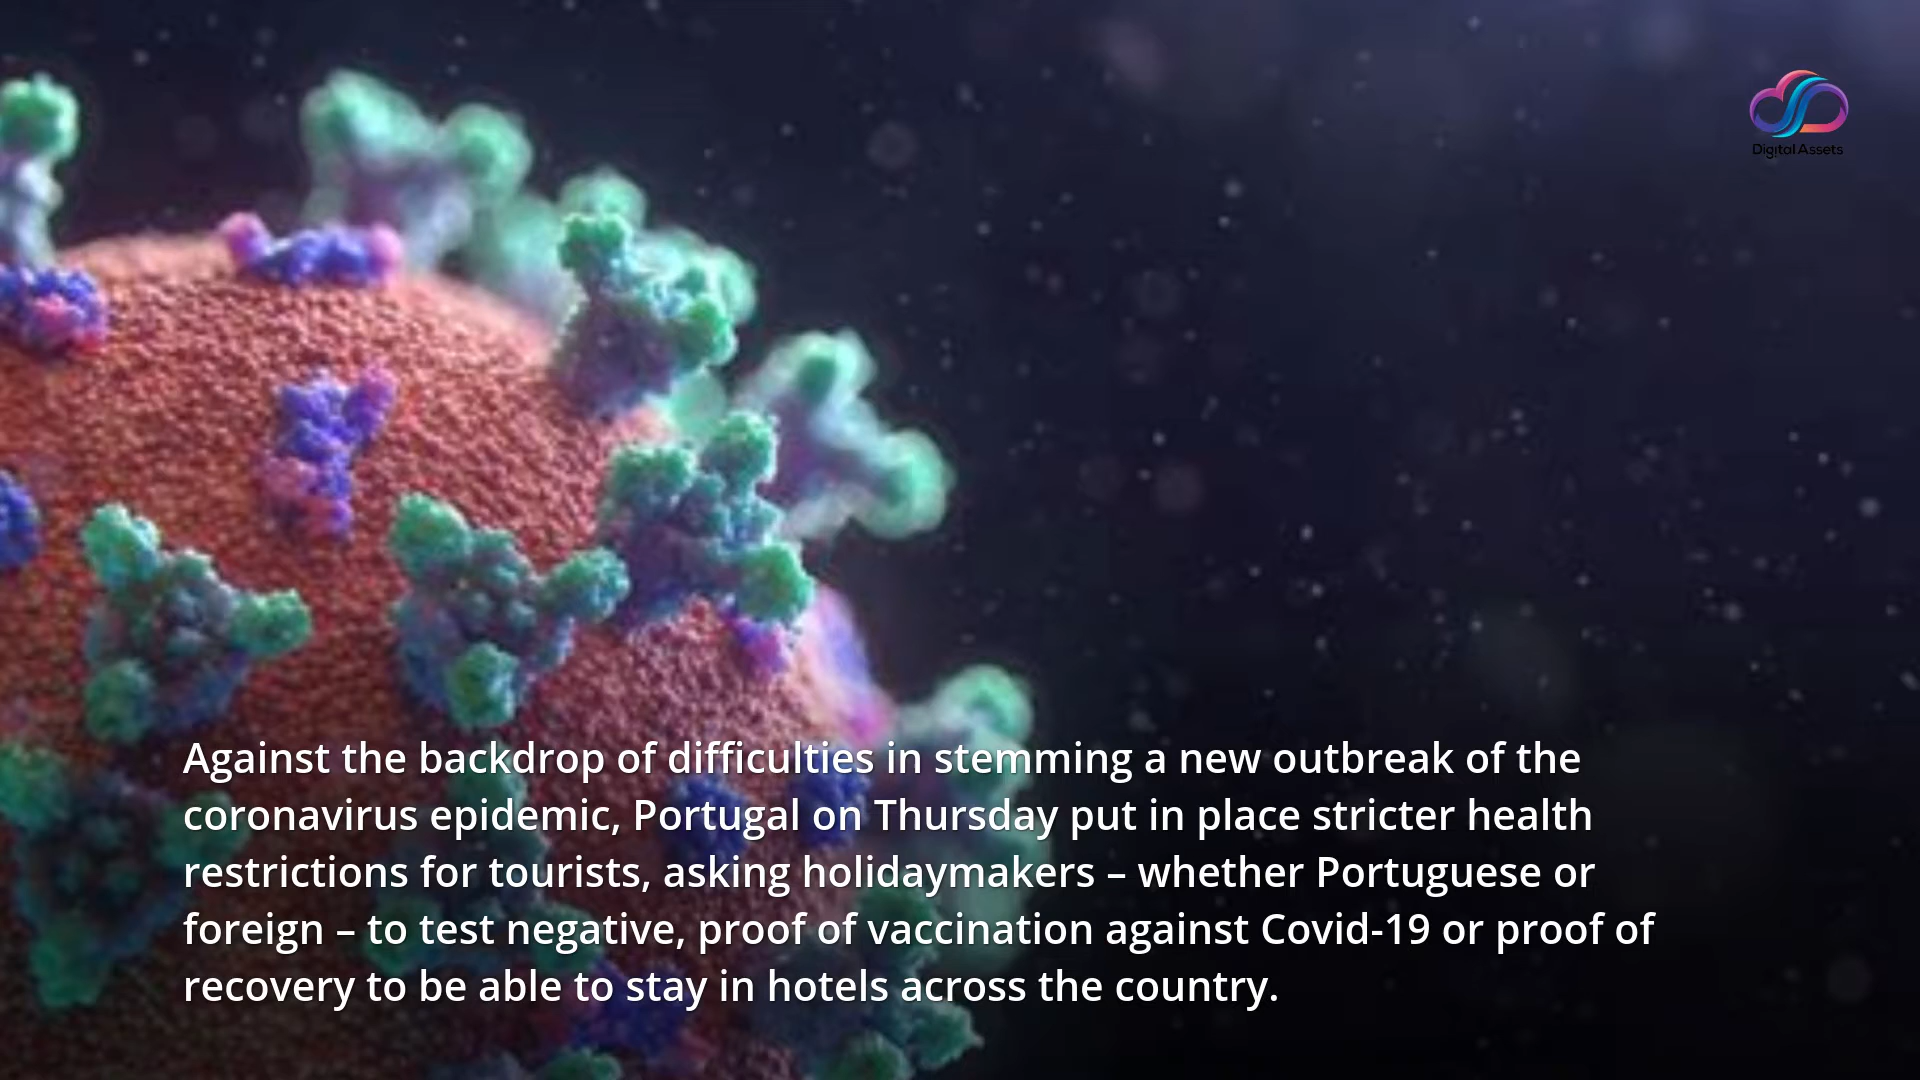 Digital Assets
Against the backdrop of difficulties in stemming a new outbreak of the
coronavirus epidemic, Portugal on Thursday put in place stricter health
restrictions for tourists, asking holidaymakers – whether Portuguese or
foreign – to test negative, proof of vaccination against Covid-19 or proof of
recovery to be able to stay in hotels across the country.